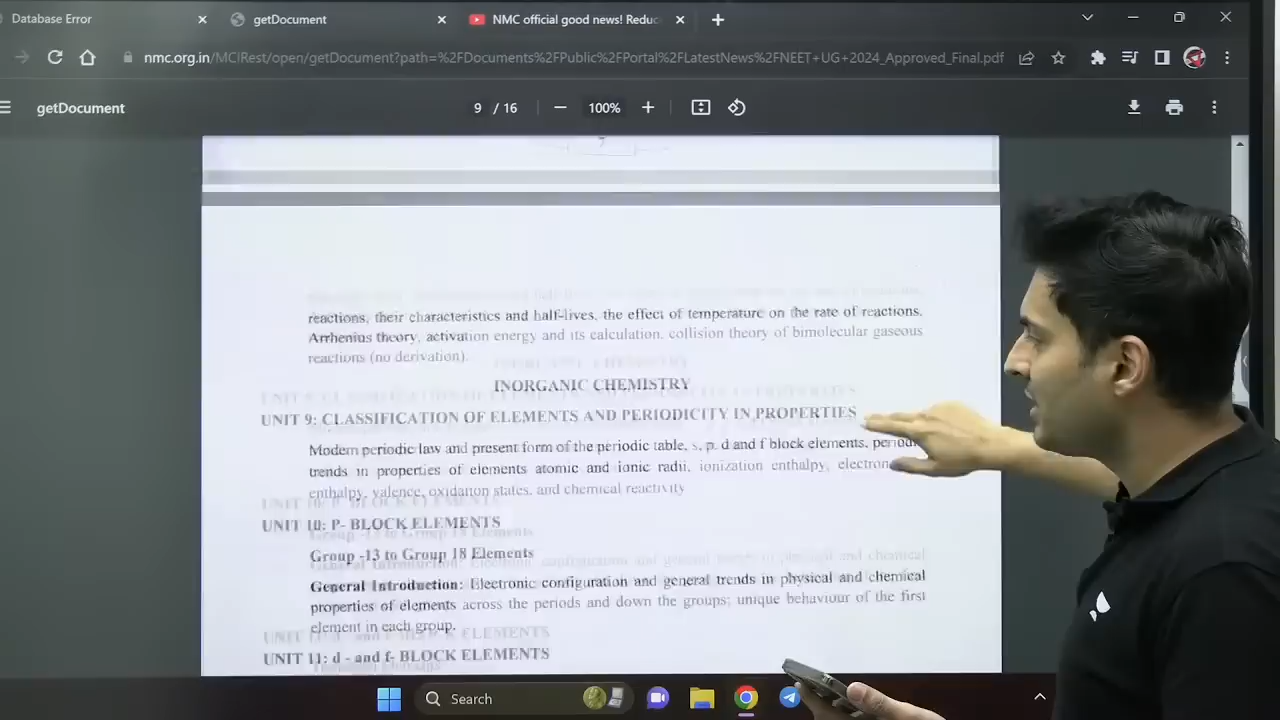 Database Error
getDocument
NMC official good news! Reduc
nmc.org.in/MCIRest/open/getDocument?path=%2FDocuments%2FPublic%2FPortal%2FLatestNews%2FNEET+UG+2024_Approved_Final.pdf
getDocument
9 / 16
100%
7
reactions, their characteristics and half-lives, the effect of temperature on the rate of reactions,
Arrhenius theory, activation energy and its calculation, collision theory of bimolecular gaseous
reactions (no derivation).
INORGANIC CHEMISTRY
UNIT 9: CLASSIFICATION OF ELEMENTS AND PERIODICITY IN PROPERTIES
Modem periodic law and present form of the periodic table, s, p, d and f block elements, periodi
trends in properties of elements atomic and ionic radii, ionization enthalpy, electron
enthalpy, valence, oxidation states, and chemical reactivity
UNIT 10: P- BLOCK ELEMENTS
Group -13 to Group 18 Elements
General Introduction: Electronic configuration and general trends in physical and chemical
properties of elements across the periods and down the groups; unique behaviour of the first
element in each group.
UNIT 11: d - and f- BLOCK ELEMENTS
Search